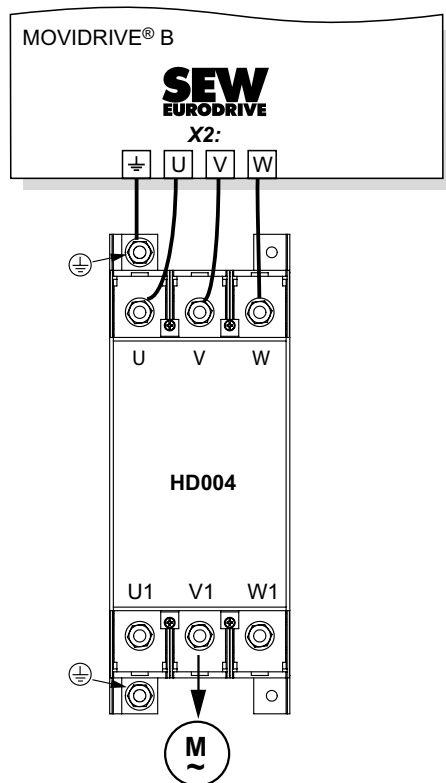 MOVIDRIVE® B
SEW
EURODRIVE
X2:
U V W
U V W
HD004
U1 V1 W1
M
~